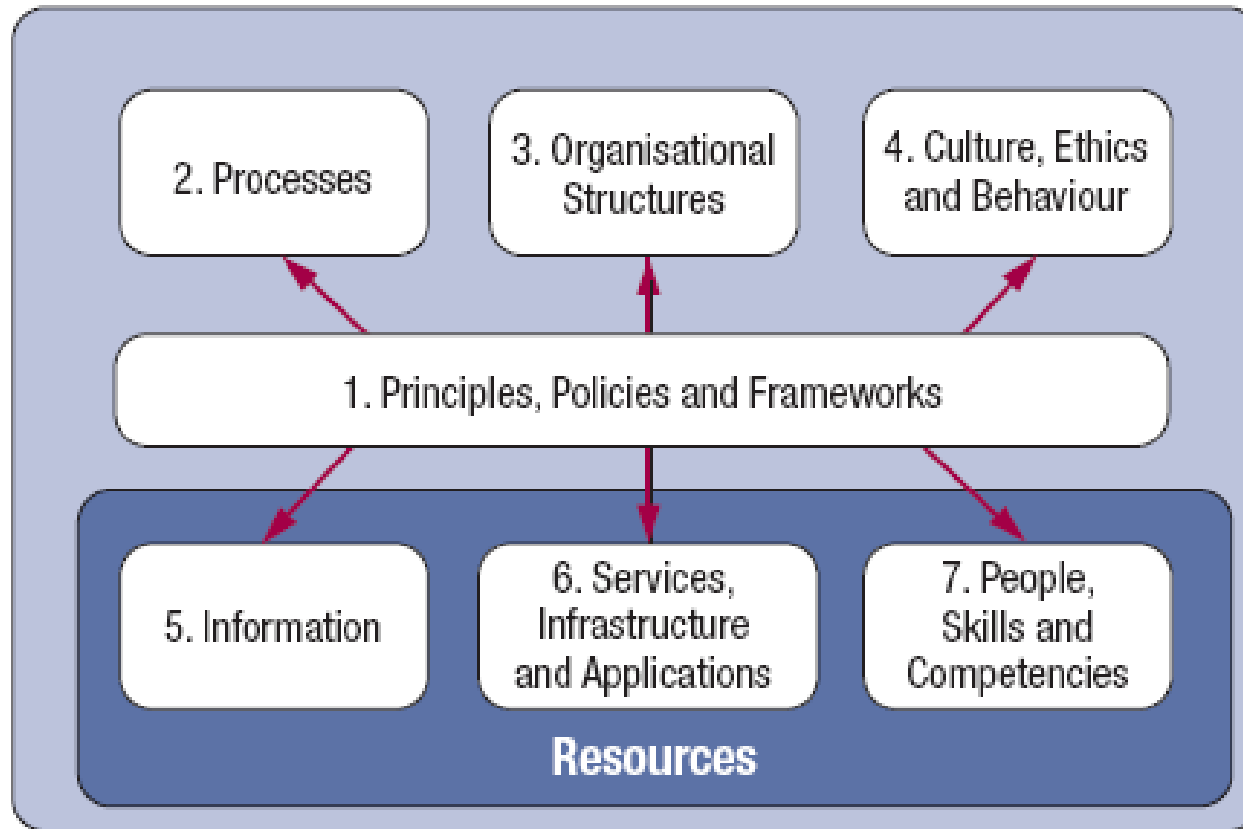 2. Processes
3. Organisational
Structures
4. Culture, Ethics
and Behaviour
1. Principles, Policies and Frameworks
5. Information
6. Services,
Infrastructure
and Applications
7. People,
Skills and
Competencies
Resources